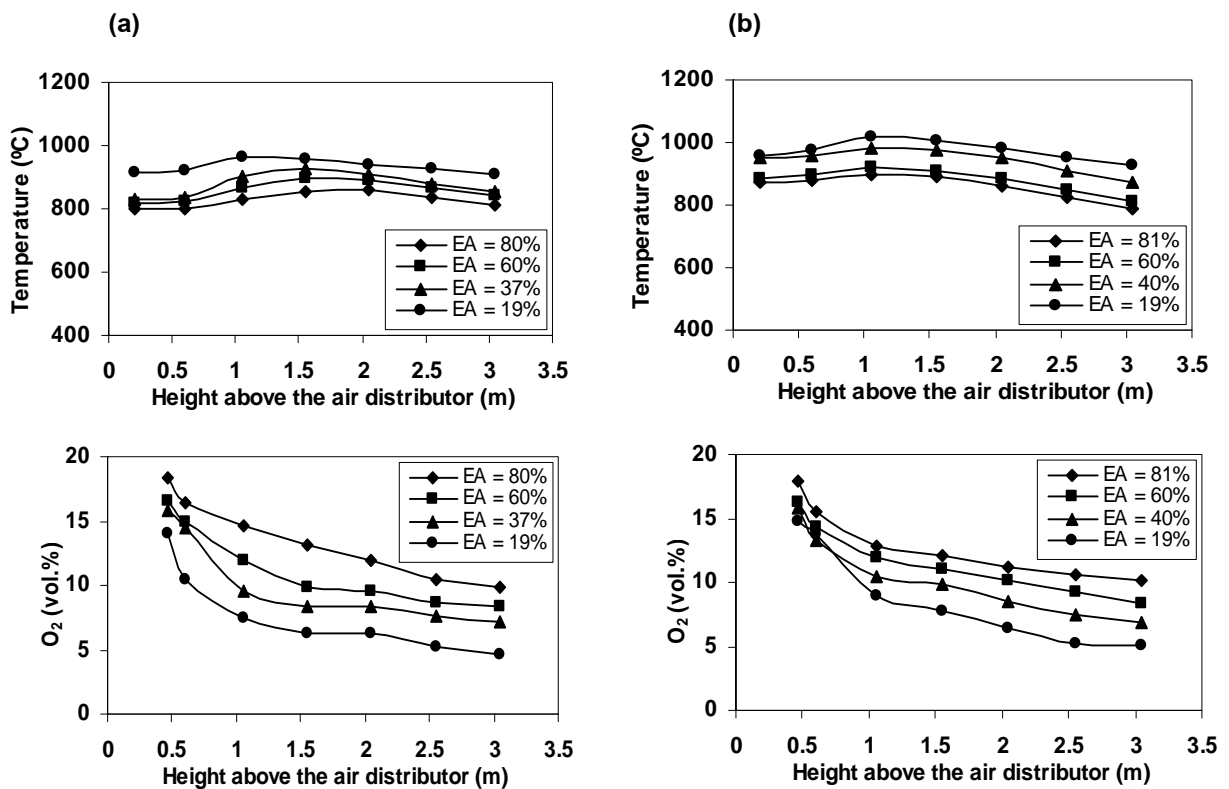 (a)
1200
1000
800
600
400
Temperature (ºC)
EA = 80%
EA = 60%
EA = 37%
EA = 19%
0 0.5 1 1.5 2 2.5 3 3.5
Height above the air distributor (m)
(b)
1200
1000
800
600
400
Temperature (ºC)
EA = 81%
EA = 60%
EA = 40%
EA = 19%
0 0.5 1 1.5 2 2.5 3 3.5
Height above the air distributor (m)
20
15
10
5
0
O₂ (vol.%)
EA = 80%
EA = 60%
EA = 37%
EA = 19%
0 0.5 1 1.5 2 2.5 3 3.5
Height above the air distributor (m)
20
15
10
5
0
O₂ (vol.%)
EA = 81%
EA = 60%
EA = 40%
EA = 19%
0 0.5 1 1.5 2 2.5 3 3.5
Height above the air distributor (m)